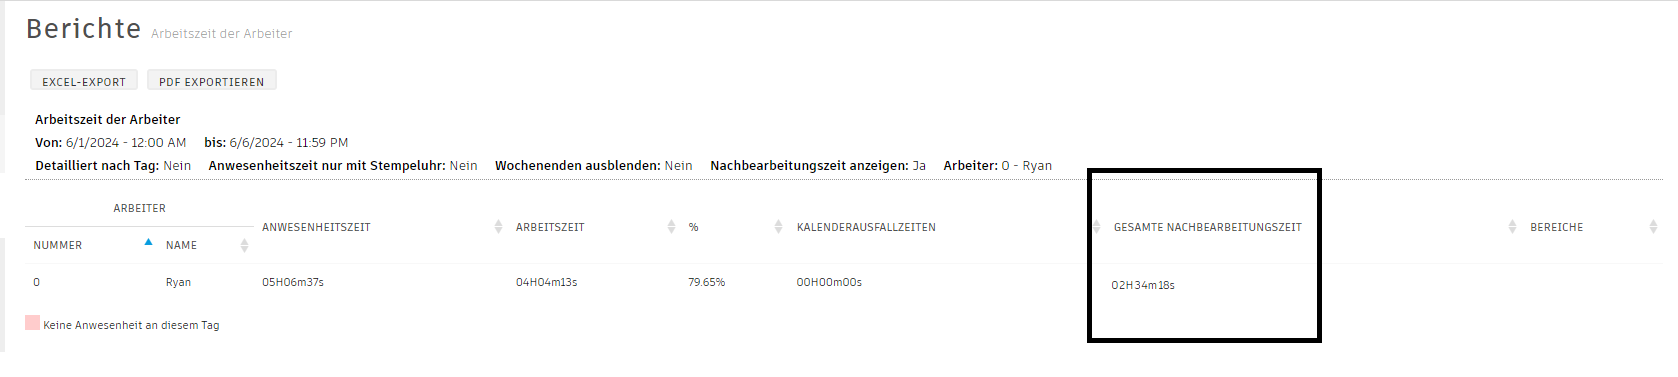 Berichte Arbeitszeit der Arbeiter
EXCEL-EXPORT PDF EXPORTIEREN
Arbeitszeit der Arbeiter
Von: 6/1/2024 - 12:00 AM bis: 6/6/2024 - 11:59 PM
Detailliert nach Tag: Nein Anwesenheitszeit nur mit Stempeluhr: Nein Wochenenden ausblenden: Nein Nachbearbeitungszeit anzeigen: Ja Arbeiter: 0 - Ryan
ARBEITER
ANWESENHEITSZEIT ARBEITSZEIT % KALENDERAUSFALLZEITEN GESAMTE NACHBEARBEITUNGSZEIT BEREICHE
NUMMER NAME
0 Ryan 05H06m37s 04H04m13s 79.65% 00H00m00s 02H34m18s
Keine Anwesenheit an diesem Tag